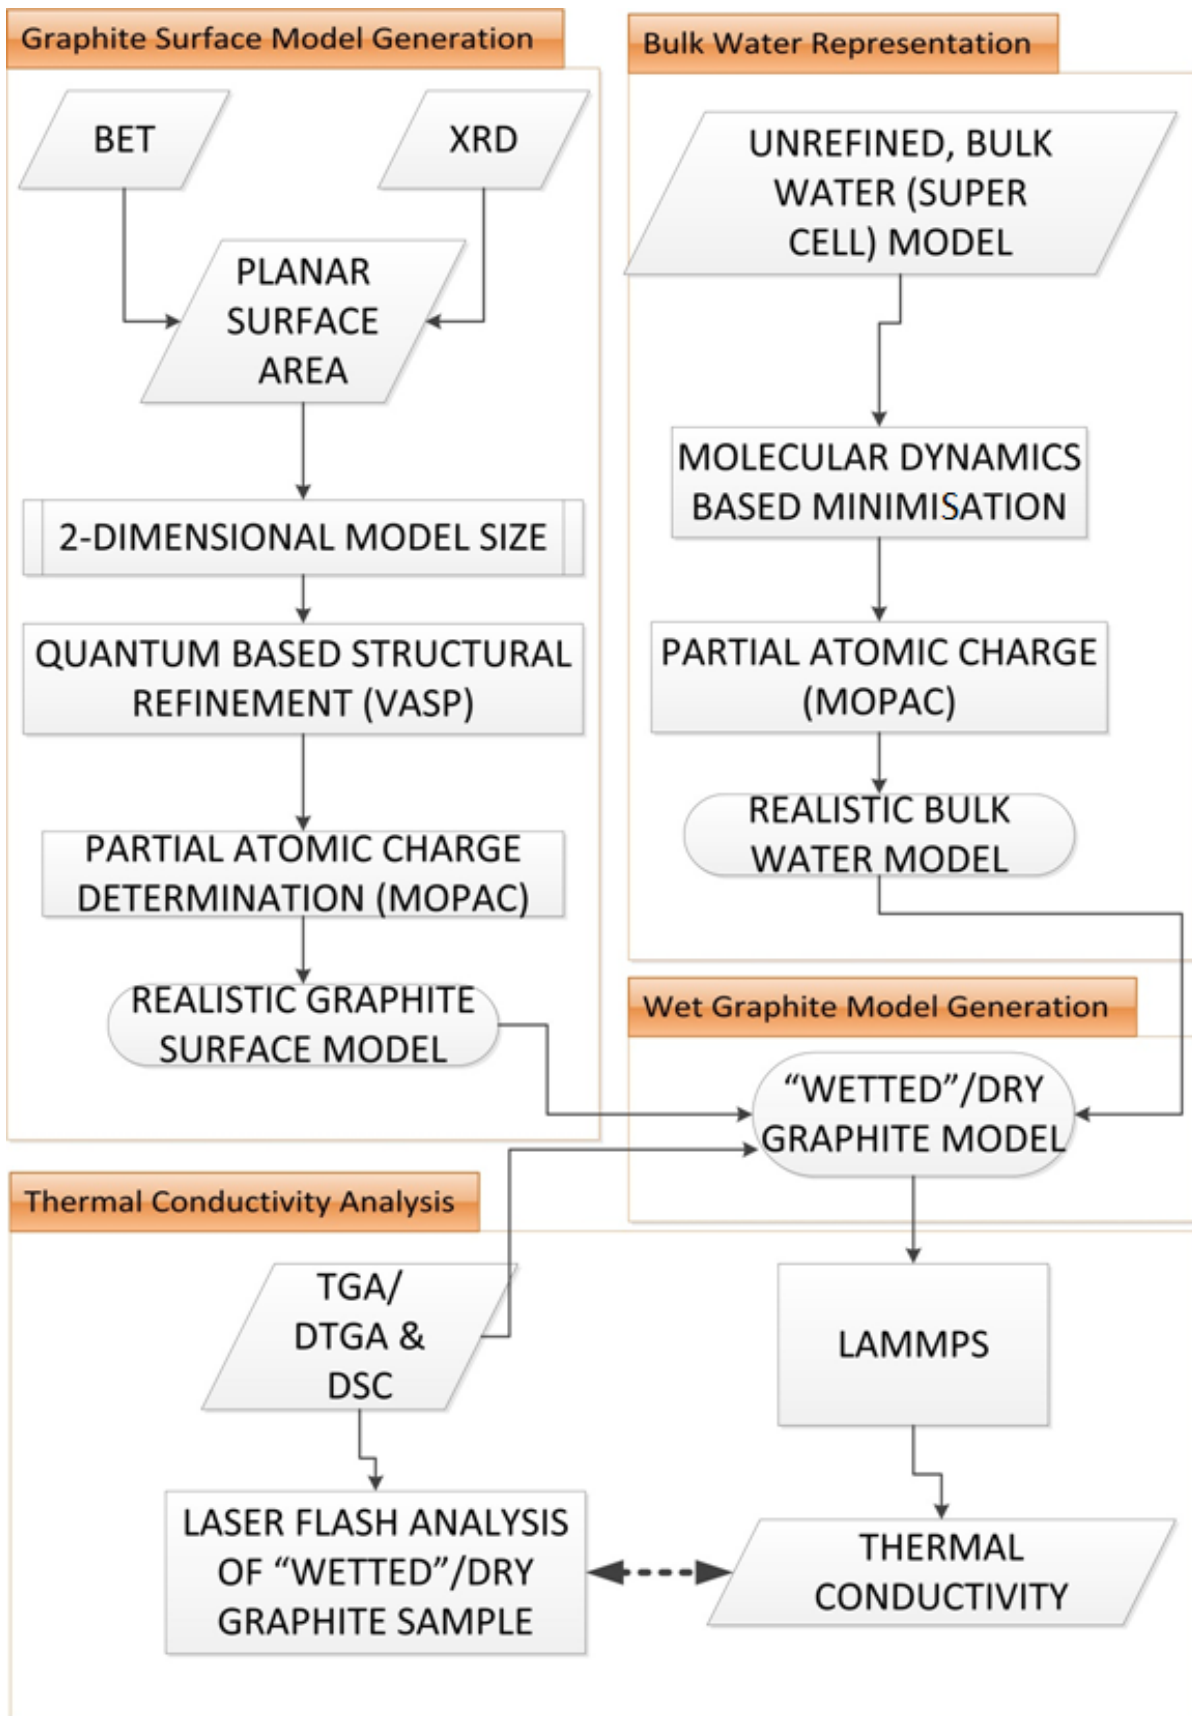 Graphite Surface Model Generation
BET
XRD
PLANAR
SURFACE
AREA
2-DIMENSIONAL MODEL SIZE
QUANTUM BASED STRUCTURAL
REFINEMENT (VASP)
PARTIAL ATOMIC CHARGE
DETERMINATION (MOPAC)
REALISTIC GRAPHITE
SURFACE MODEL
Bulk Water Representation
UNREFINED, BULK
WATER (SUPER
CELL) MODEL
MOLECULAR DYNAMICS
BASED MINIMISATION
PARTIAL ATOMIC CHARGE
(MOPAC)
REALISTIC BULK
WATER MODEL
Wet Graphite Model Generation
“WETTED”/DRY
GRAPHITE MODEL
Thermal Conductivity Analysis
TGA/
DTGA &
DSC
LAMMPS
LASER FLASH ANALYSIS
OF “WETTED”/DRY
GRAPHITE SAMPLE
THERMAL
CONDUCTIVITY